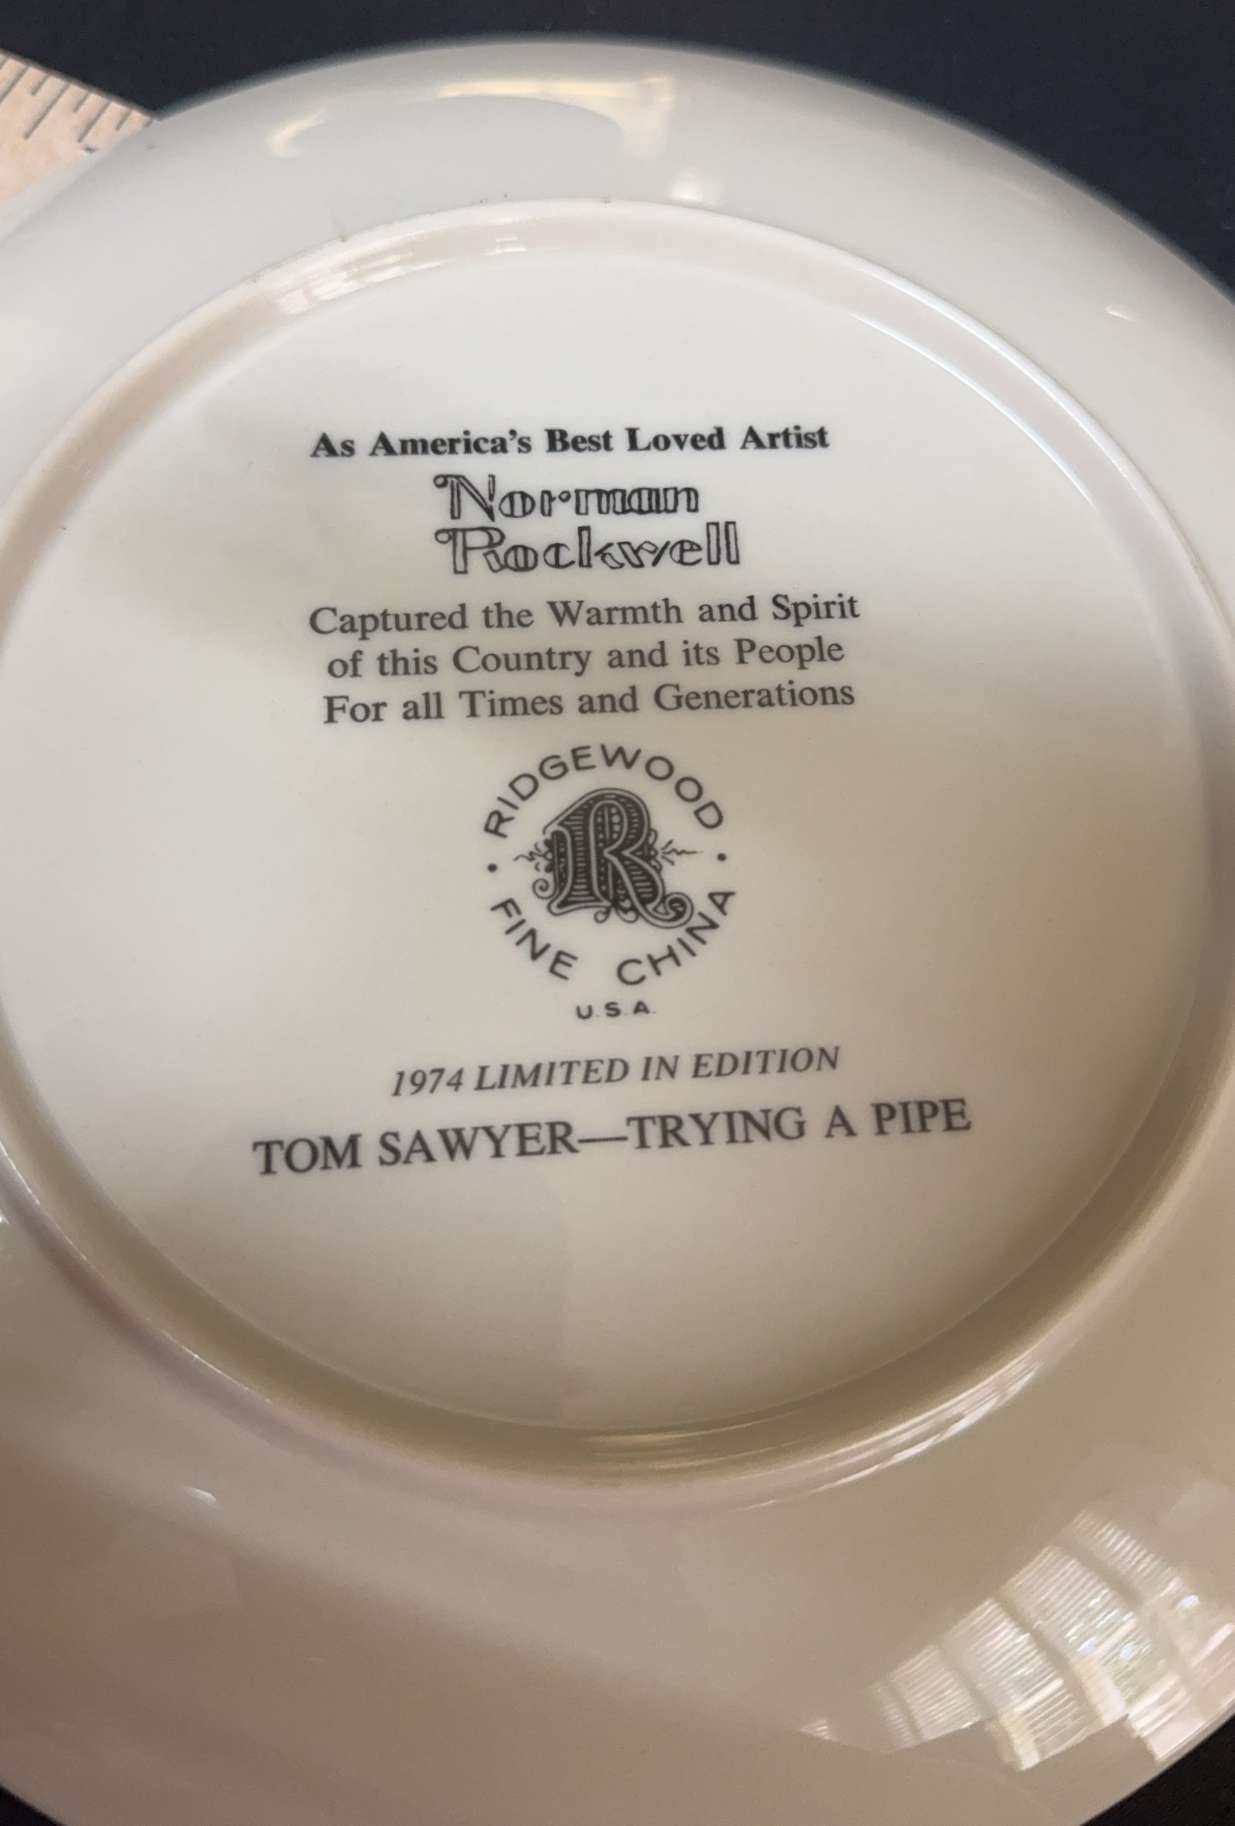 As America's Best Loved Artist
Norman
Rockwell
Captured the Warmth and Spirit
of this Country and its People
For all Times and Generations
RIDGEWOOD
R
FINE CHINA
U.S.A.
1974 LIMITED IN EDITION
TOM SAWYER—TRYING A PIPE